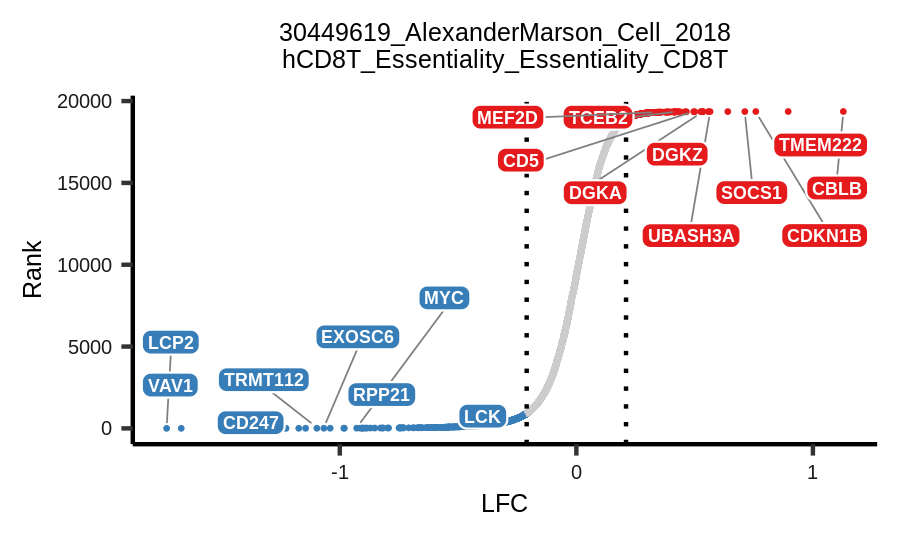 30449619_AlexanderMarson_Cell_2018
hCD8T_Essentiality_Essentiality_CD8T
20000
15000
10000
5000
0
Rank
MEF2D
TCEB2
CD5
DGKZ
TMEM222
DGKA
SOCS1
CBLB
UBASH3A
CDKN1B
MYC
LCP2
EXOSC6
VAV1
TRMT112
RPP21
CD247
LCK
-1
0
1
LFC